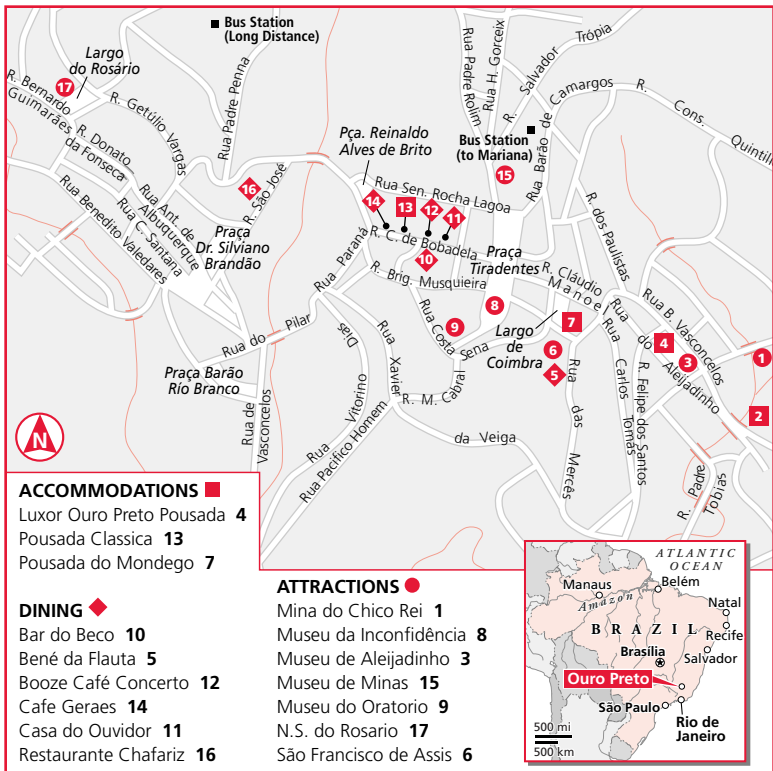 Bus Station
(Long Distance)
Largo
do Rosário
17
R. Bernardo
Guimarães
da Fonseca
R. Donato
R. Getúlio Vargas
Rua Padre Penna
Rua Benedito Valedares
Rua C. Santana
Rua Ant. de
Albuquerque
16
R. São José
Praça
Dr. Silviano
Brandão
Pça. Reinaldo
Alves de Brito
Rua Padre Rolim
Rua H. Gorceix
R. Salvador Trópia
Bus Station
(to Mariana)
15
Rua Barão de Camargos
R. Cons. Quintili
Rua Sen. Rocha Lagoa
14
13
12
11
R. C. de Bobadela
10
Praça
Tiradentes
R. Brig. Musquieira
Rua Paraná
R. Cláudio
Manoel
R. dos Paulistas
Rua B. Vasconcelos
Rua do Aleijadinho
8
9
Rua Costa Sena
Largo
de
Coimbra
7
6
5
4
3
1
2
Rua do Pilar
Praça Barão
Río Branco
Rua de
Vasconcelos
Rua Vitorino Dias
Rua Xavier
Rua Pacifico Homem
R. M. Cabral
da Veiga
Rua das Mercês
Rua Carlos Tomás
R. Felipe dos Santos
R. Padre
Tobias
N
ACCOMMODATIONS
Luxor Ouro Preto Pousada 4
Pousada Classica 13
Pousada do Mondego 7
DINING
Bar do Beco 10
Bené da Flauta 5
Booze Café Concerto 12
Cafe Geraes 14
Casa do Ouvidor 11
Restaurante Chafariz 16
ATTRACTIONS
Mina do Chico Rei 1
Museu da Inconfidência 8
Museu de Aleijadinho 3
Museu de Minas 15
Museu do Oratorio 9
N.S. do Rosario 17
São Francisco de Assis 6
ATLANTIC
OCEAN
Manaus
Belém
Amazon
Natal
BRAZIL
Recife
Brasília
Salvador
Ouro Preto
São Paulo
Rio de
Janeiro
500 mi
500 km